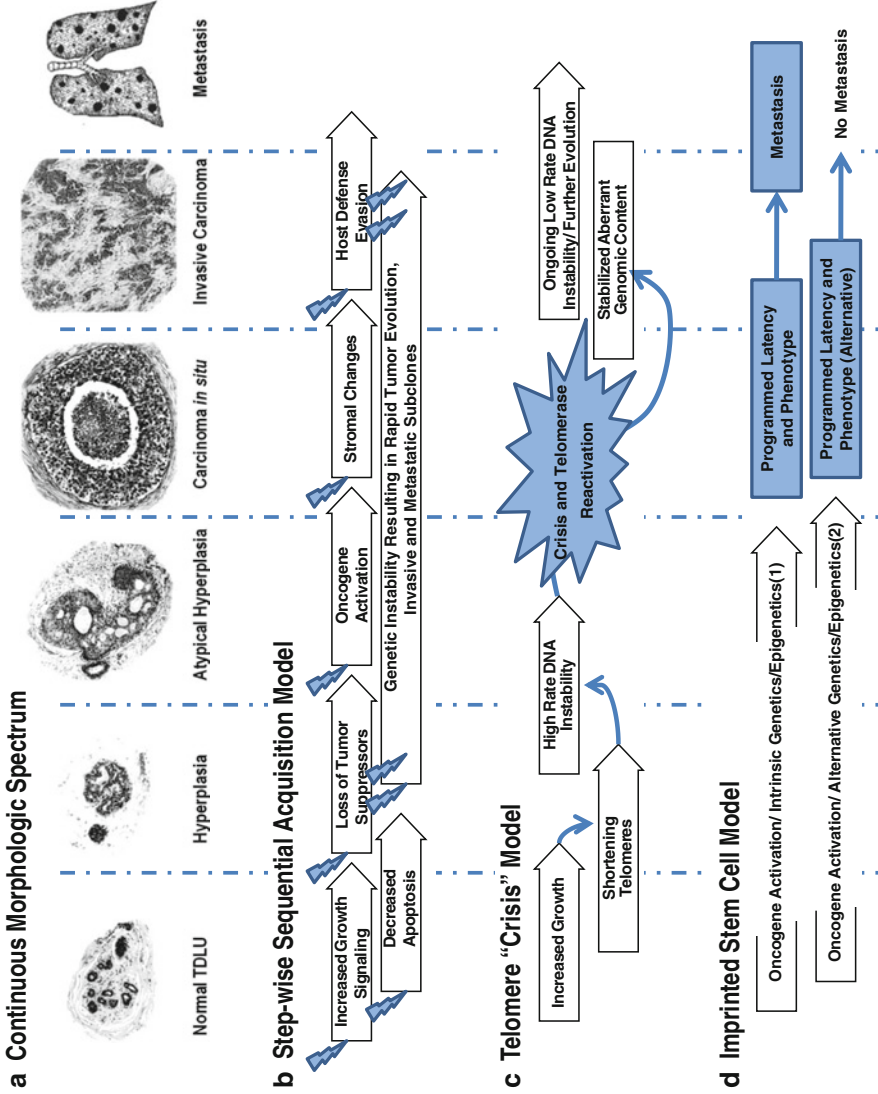 a Continuous Morphologic Spectrum
Normal TDLU
Hyperplasia
Atypical Hyperplasia
Carcinoma in situ
Invasive Carcinoma
Metastasis
b Step-wise Sequential Acquisition Model
Increased Growth
Signaling
Loss of Tumor
Suppressors
Oncogene
Activation
Stromal Changes
Host Defense
Evasion
Decreased
Apoptosis
Genetic Instability Resulting in Rapid Tumor Evolution,
Invasive and Metastatic Subclones
c Telomere “Crisis” Model
Increased Growth
Shortening
Telomeres
High Rate DNA
Instability
Crisis and Telomerase
Reactivation
Ongoing Low Rate DNA
Instability/ Further Evolution
Stabilized Aberrant
Genomic Content
d Imprinted Stem Cell Model
Oncogene Activation/ Intrinsic Genetics/Epigenetics(1)
Programmed Latency
and Phenotype
Metastasis
Oncogene Activation/ Alternative Genetics/Epigenetics(2)
Programmed Latency and
Phenotype (Alternative)
No Metastasis